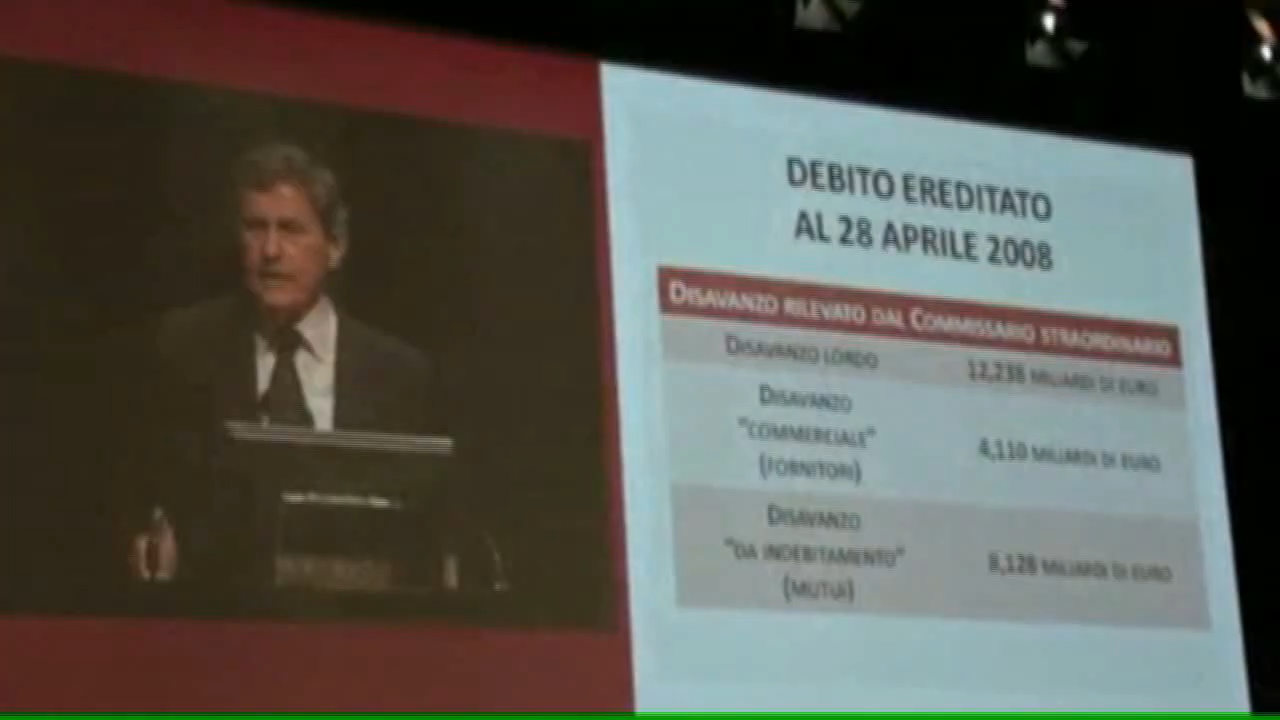 DEBITO EREDITATO
AL 28 APRILE 2008
DISAVANZO RILEVATO DAL COMMISSARIO STRAORDINARIO
DISAVANZO LORDO 12,238 MILIARDI DI EURO
DISAVANZO
"COMMERCIALE" 4,110 MILIARDI DI EURO
(FORNITORI)
DISAVANZO
"DA INDEBITAMENTO" 8,128 MILIARDI DI EURO
(MUTUI)